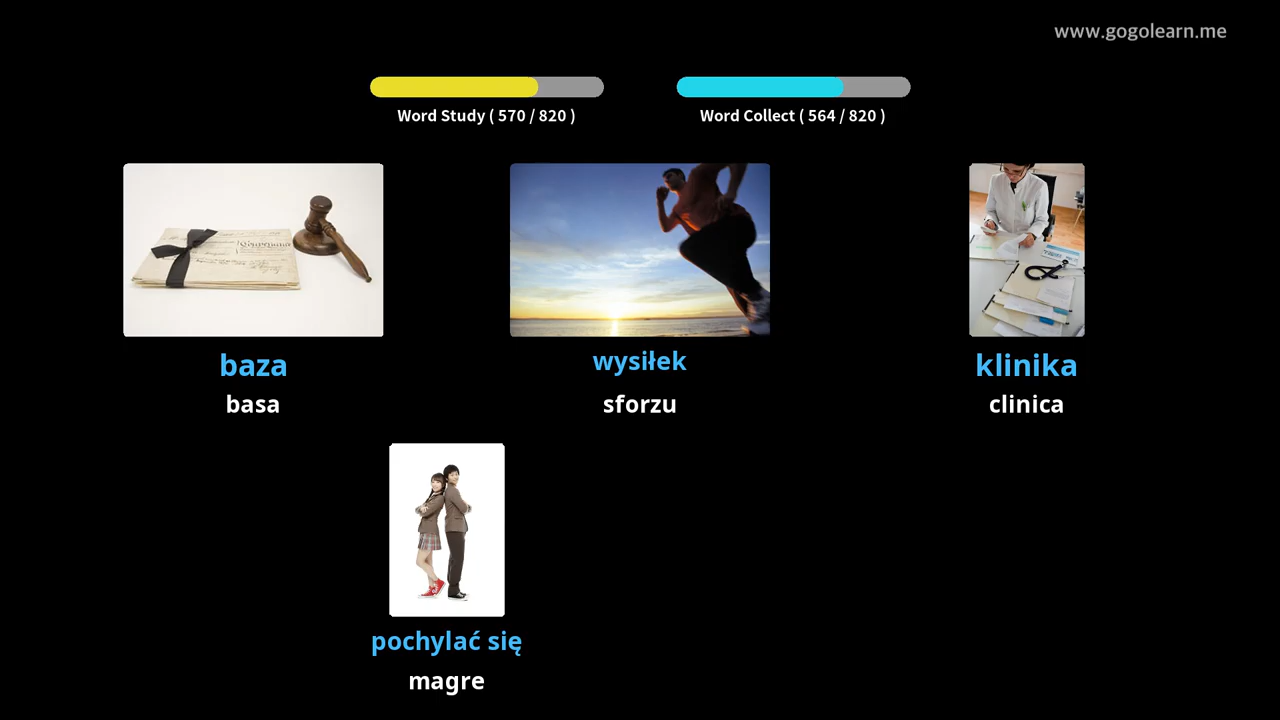 www.gogolearn.me
Word Study ( 570 / 820 )
Word Collect ( 564 / 820 )
baza
basa
wysiłek
sforzu
klinika
clinica
pochylać się
magre